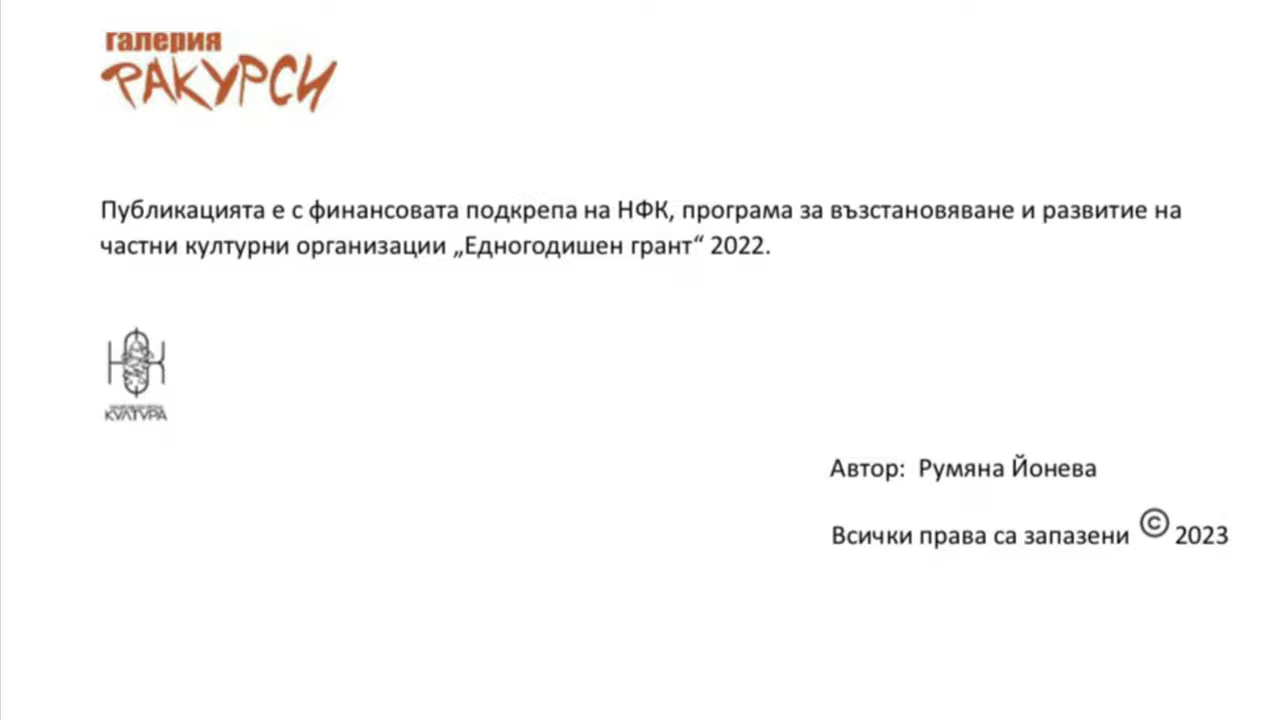 галерия
РАКУРСИ
Публикацията е с финансовата подкрепа на НФК, програма за възстановяване и развитие на
частни културни организации „Едногодишен грант“ 2022.
НФК
КУЛТУРА
Автор: Румяна Йонева
Всички права са запазени © 2023